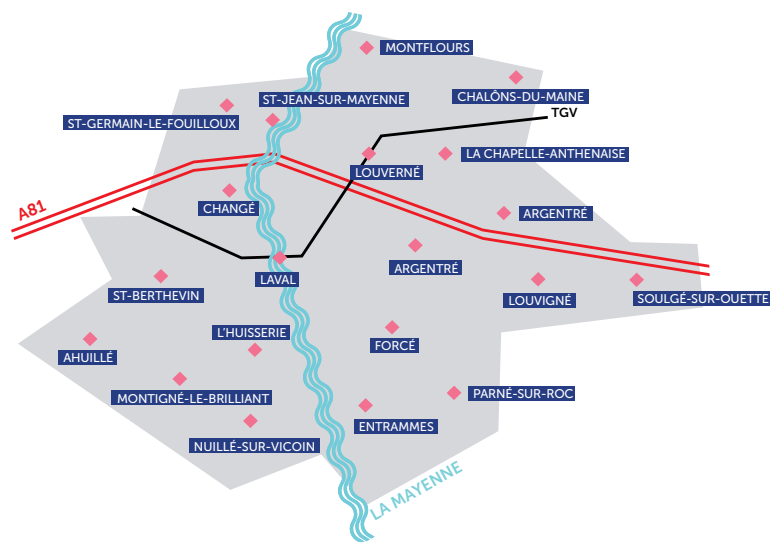 MONTFLOURS
CHALÔNS-DU-MAINE
ST-JEAN-SUR-MAYENNE
TGV
ST-GERMAIN-LE-FOUILLOUX
LA CHAPELLE-ANTHENAISE
LOUVERNÉ
A81
CHANGÉ
ARGENTRÉ
ARGENTRÉ
LAVAL
ST-BERTHEVIN
LOUVIGNÉ
SOULGÉ-SUR-OUETTE
L'HUISSERIE
FORCÉ
AHUILLÉ
MONTIGNÉ-LE-BRILLIANT
PARNÉ-SUR-ROC
ENTRAMMES
NUILLÉ-SUR-VICOIN
LA MAYENNE